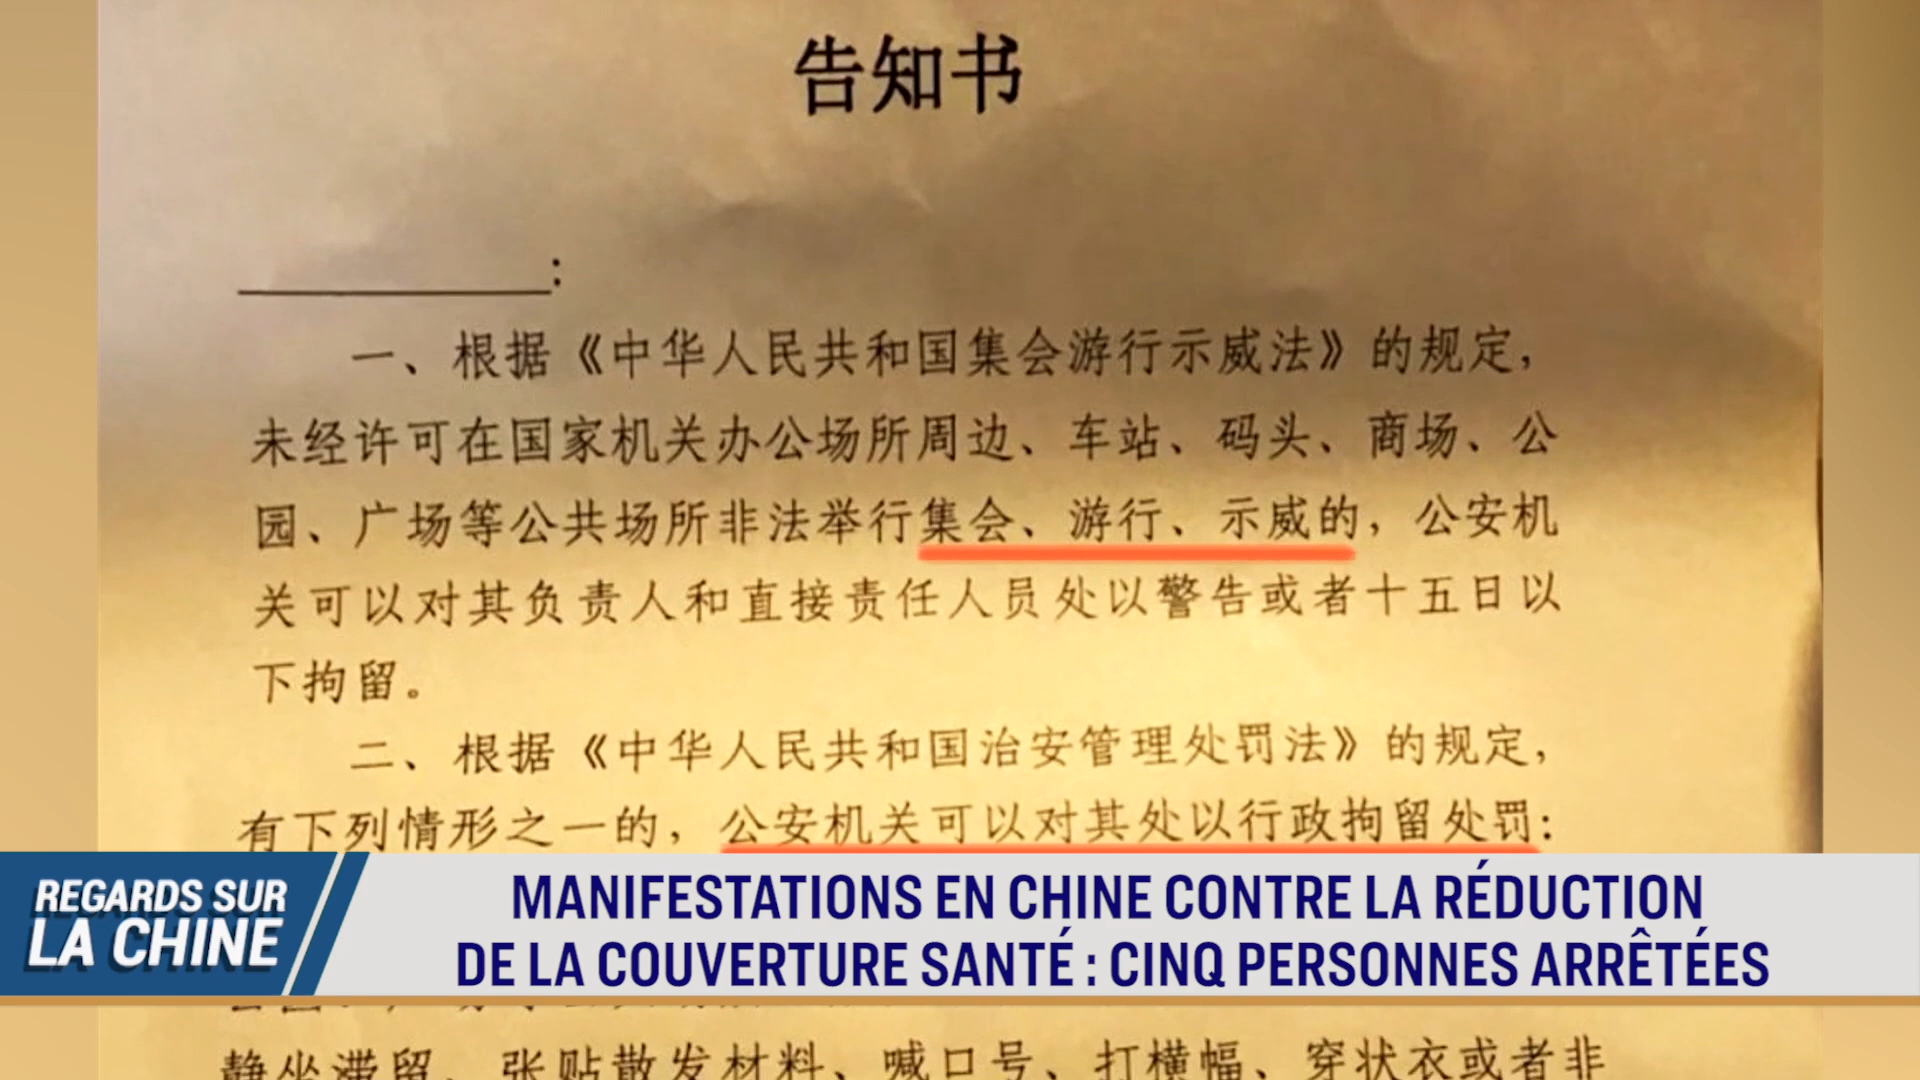 告知书
:
一、根据《中华人民共和国集会游行示威法》的规定,
未经许可在国家机关办公场所周边、车站、码头、商场、公
园、广场等公共场所非法举行集会、游行、示威的, 公安机
关可以对其负责人和直接责任人员处以警告或者十五日以
下拘留。
二、根据《中华人民共和国治安管理处罚法》的规定,
有下列情形之一的, 公安机关可以对其处以行政拘留处罚:
REGARDS SUR
LA CHINE
MANIFESTATIONS EN CHINE CONTRE LA RÉDUCTION
DE LA COUVERTURE SANTÉ : CINQ PERSONNES ARRÊTÉES
静坐滞留、张贴散发材料、喊口号、打横幅、穿状衣或者非